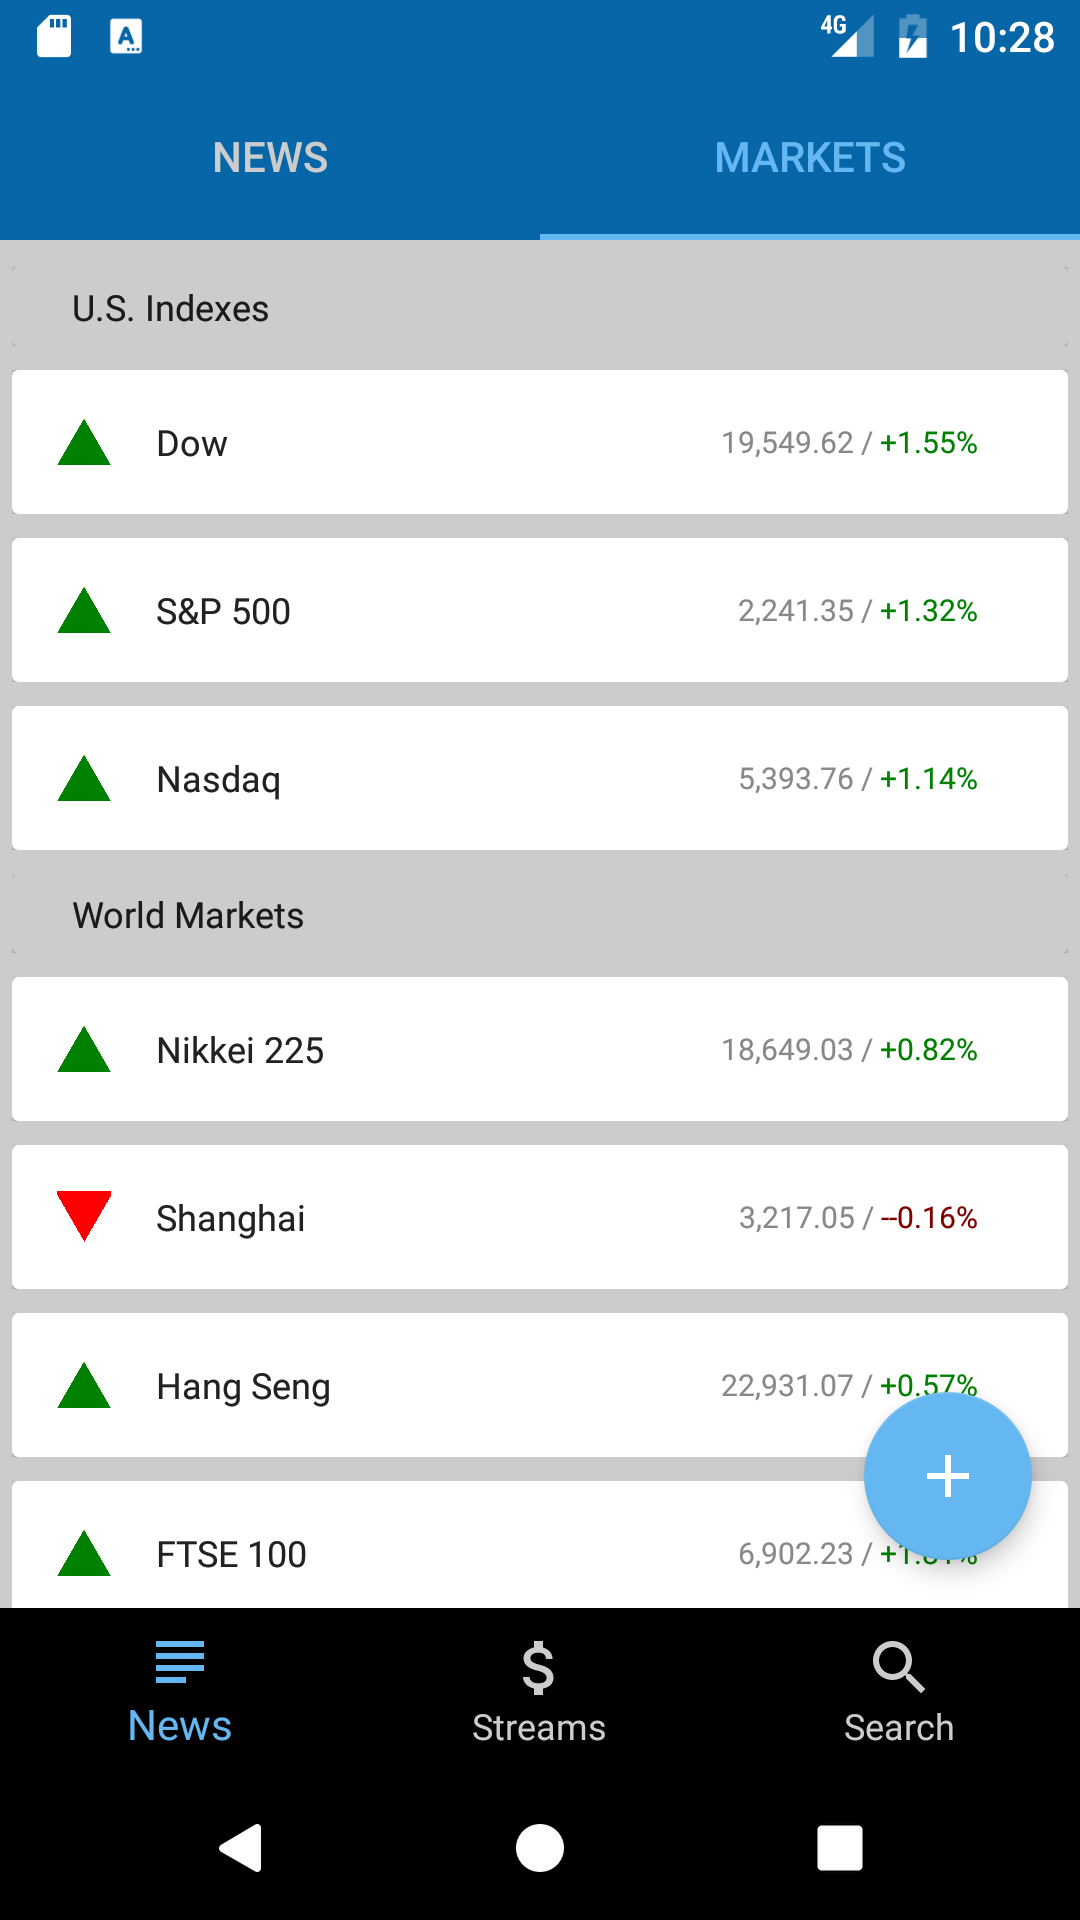 4G 10:28
NEWS MARKETS
U.S. Indexes
Dow 19,549.62 / +1.55%
S&P 500 2,241.35 / +1.32%
Nasdaq 5,393.76 / +1.14%
World Markets
Nikkei 225 18,649.03 / +0.82%
Shanghai 3,217.05 / --0.16%
Hang Seng 22,931.07 / +0.57%
FTSE 100 6,902.23 /
News Streams Search